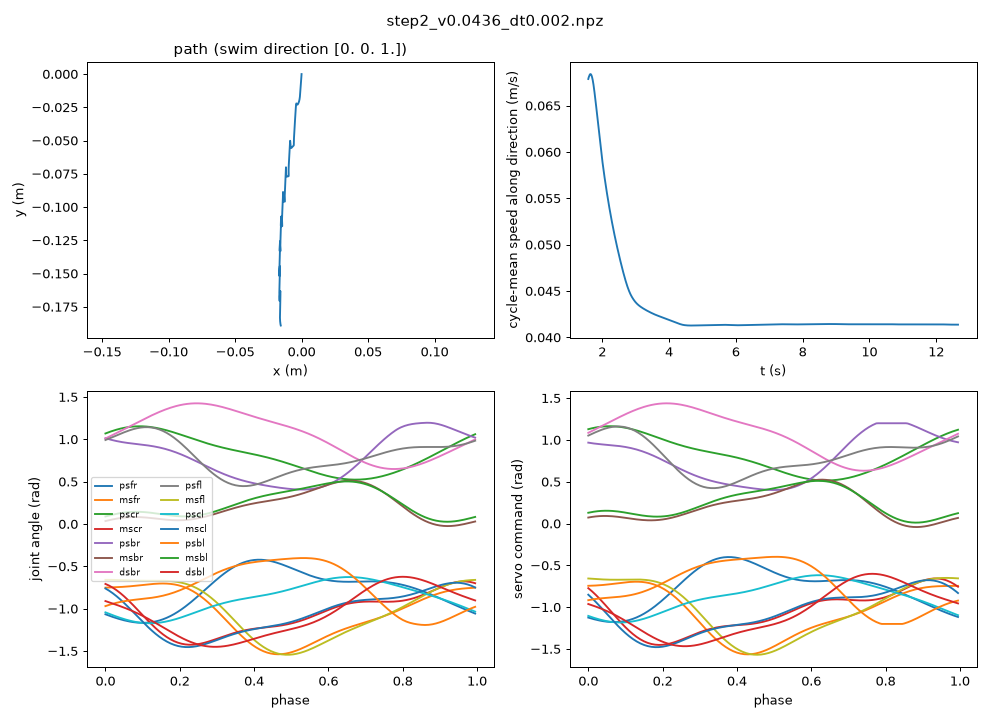 step2_v0.0436_dt0.002.npz
path (swim direction [0. 0. 1.])
0.000
−0.025
−0.050
−0.075
−0.100
−0.125
−0.150
−0.175
y (m)
−0.15
−0.10
−0.05
0.00
0.05
0.10
x (m)
cycle-mean speed along direction (m/s)
0.065
0.060
0.055
0.050
0.045
0.040
2
4
6
8
10
12
t (s)
joint angle (rad)
1.5
1.0
0.5
0.0
−0.5
−1.0
−1.5
psfr
msfr
pscr
mscr
psbr
msbr
dsbr
psfl
msfl
pscl
mscl
psbl
msbl
dsbl
0.0
0.2
0.4
0.6
0.8
1.0
phase
servo command (rad)
1.5
1.0
0.5
0.0
−0.5
−1.0
−1.5
0.0
0.2
0.4
0.6
0.8
1.0
phase